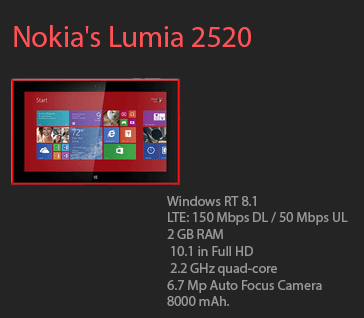 Nokia's Lumia 2520
Start
Windows RT 8.1
LTE: 150 Mbps DL / 50 Mbps UL
2 GB RAM
10.1 in Full HD
2.2 GHz quad-core
6.7 Mp Auto Focus Camera
8000 mAh.